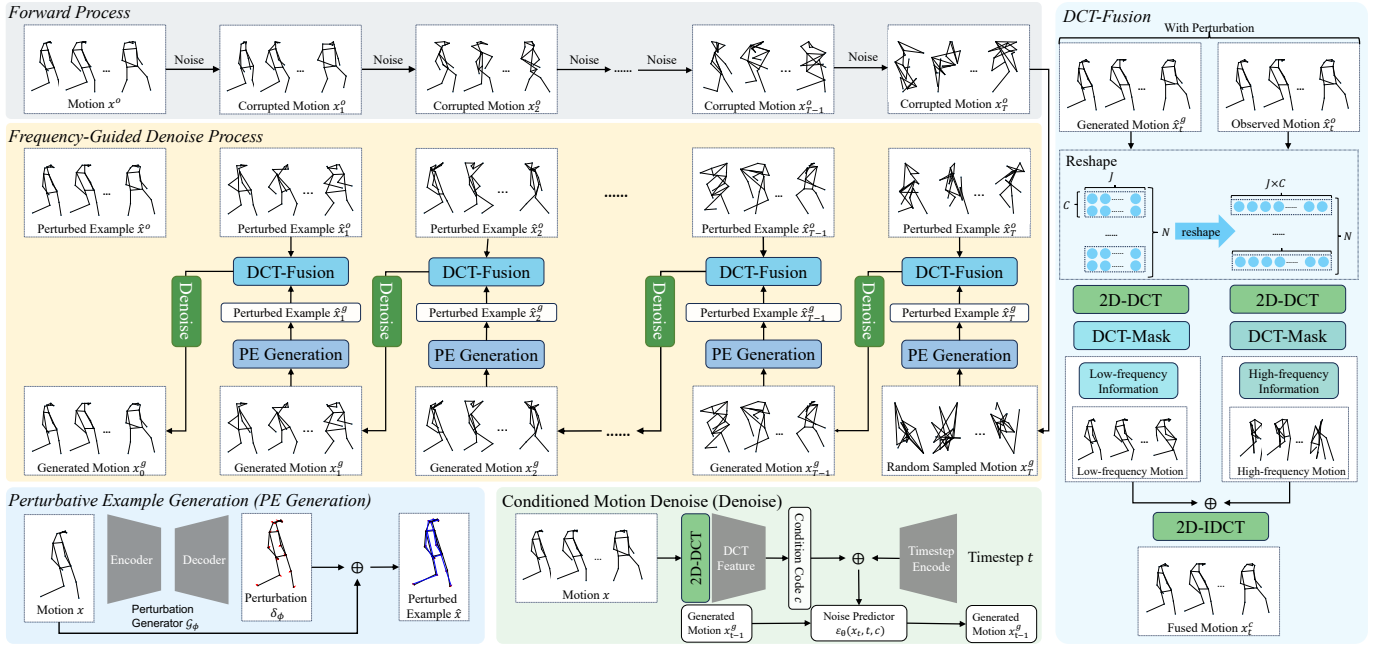 Forward Process
Noise
Noise
Noise
......
Noise
Noise
...
...
...
...
...
Motion x^o
Corrupted Motion x_1^o
Corrupted Motion x_2^o
Corrupted Motion x_{T-1}^o
Corrupted Motion x_T^o
Frequency-Guided Denoise Process
...
...
...
......
...
...
Perturbed Example x̂^o
Perturbed Example x̂_1^o
Perturbed Example x̂_2^o
Perturbed Example x̂_{T-1}^o
Perturbed Example x̂_T^o
Denoise
DCT-Fusion
Denoise
DCT-Fusion
Denoise
DCT-Fusion
Denoise
DCT-Fusion
Perturbed Example x̂_1^g
Perturbed Example x̂_2^g
Perturbed Example x̂_{T-1}^g
Perturbed Example x̂_T^g
PE Generation
PE Generation
PE Generation
PE Generation
...
...
...
......
...
...
Generated Motion x_0^g
Generated Motion x_1^g
Generated Motion x_2^g
Generated Motion x_{T-1}^g
Random Sampled Motion x_T^g
Perturbative Example Generation (PE Generation)
Encoder
Decoder
Motion x
Perturbation
Generator 𝒢_ϕ
Perturbation
δ_ϕ
⊕
Perturbed
Example x̂
Conditioned Motion Denoise (Denoise)
...
Motion x
2D-DCT
DCT
Feature
Condition Code c
⊕
Timestep
Encode
Timestep t
Generated
Motion x_{t-1}^g
Noise Predictor
ε_θ(x_t, t, c)
Generated
Motion x_{t-1}^g
DCT-Fusion
With Perturbation
...
...
Generated Motion x̂_t^g
Observed Motion x̂_t^o
Reshape
J
C
......
......
N
reshape
J×C
......
......
N
2D-DCT
2D-DCT
DCT-Mask
DCT-Mask
Low-frequency
Information
High-frequency
Information
...
...
Low-frequency Motion
High-frequency Motion
⊕
2D-IDCT
...
Fused Motion x_t^c